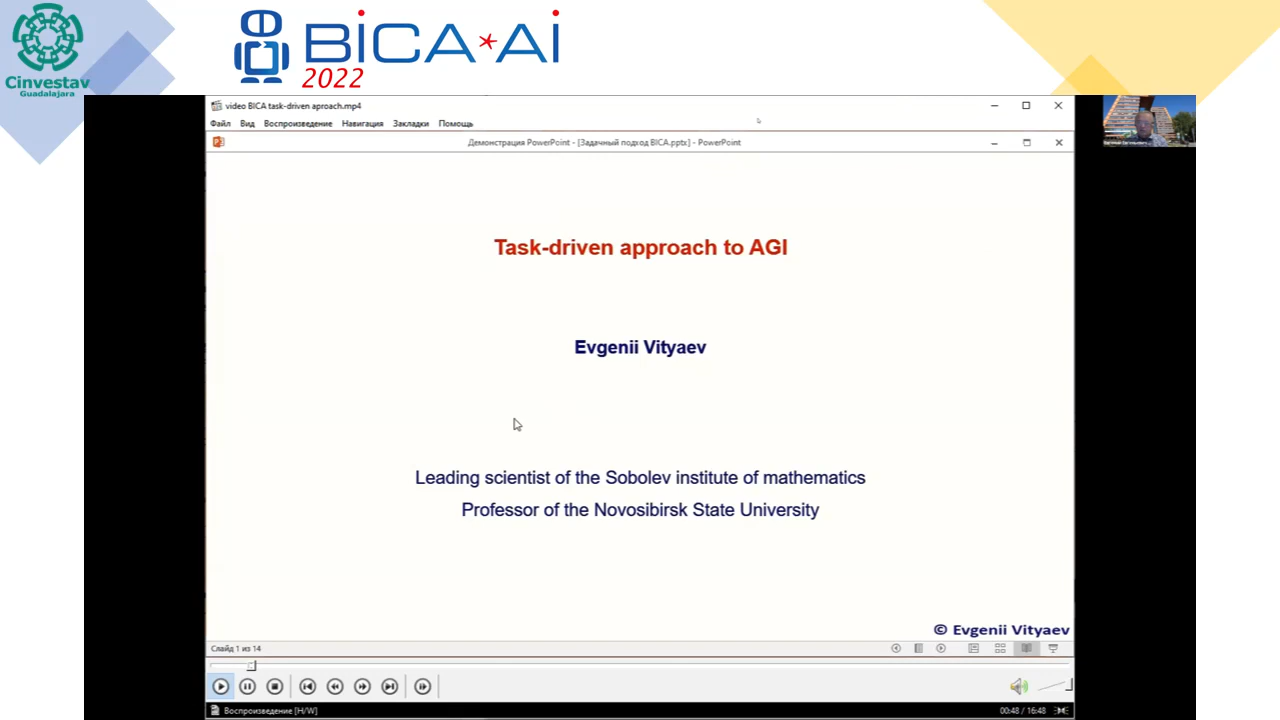 Cinvestav
Guadalajara
BiCA*Ai
2022
video BICA task-driven aproach.mp4
Файл Вид Воспроизведение Навигация Закладки Помощь
Демонстрация PowerPoint - [Задачный подход BICA.pptx] - PowerPoint
Task-driven approach to AGI
Evgenii Vityaev
Leading scientist of the Sobolev institute of mathematics
Professor of the Novosibirsk State University
© Evgenii Vityaev
Слайд 1 из 14
Воспроизведение [H/W]
00:48 / 16:48